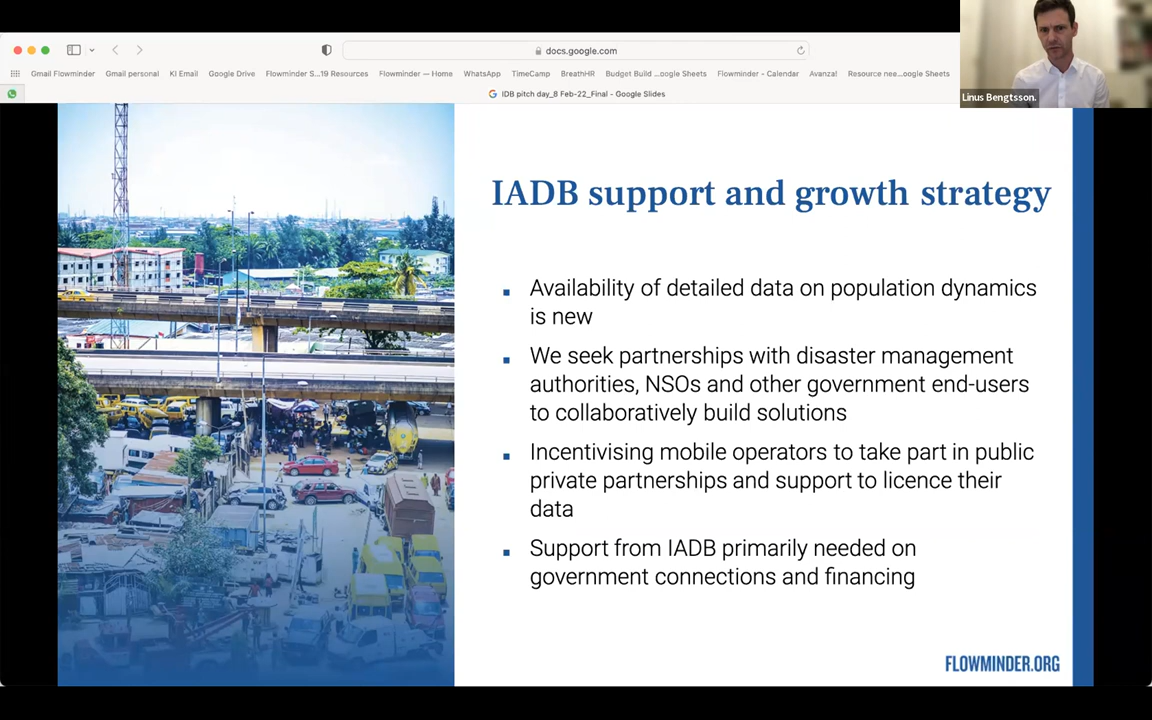 docs.google.com
Gmail Flowminder
Gmail personal
KI Email
Google Drive
Flowminder S...19 Resources
Flowminder — Home
WhatsApp
TimeCamp
BreathHR
Budget Build ...oogle Sheets
Flowminder - Calendar
Avanza!
Resource nee...oogle Sheets
Linus Bengtsson.
IDB pitch day_8 Feb-22_Final - Google Slides
IADB support and growth strategy
Availability of detailed data on population dynamics
is new
We seek partnerships with disaster management
authorities, NSOs and other government end-users
to collaboratively build solutions
Incentivising mobile operators to take part in public
private partnerships and support to licence their
data
Support from IADB primarily needed on
government connections and financing
FLOWMINDER.ORG